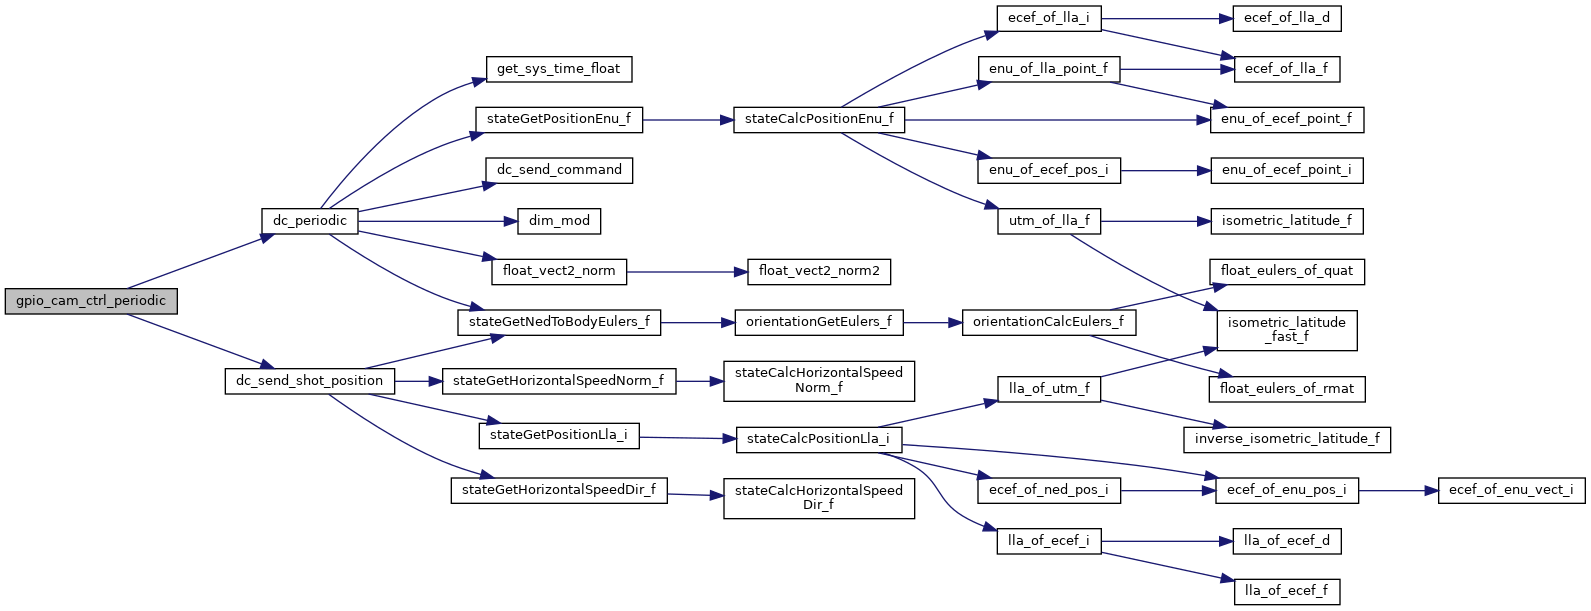 gpio_cam_ctrl_periodic
dc_periodic
dc_send_shot_position
get_sys_time_float
stateGetPositionEnu_f
dc_send_command
dim_mod
float_vect2_norm
stateGetNedToBodyEulers_f
stateGetHorizontalSpeedNorm_f
stateGetPositionLla_i
stateGetHorizontalSpeedDir_f
stateCalcPositionEnu_f
float_vect2_norm2
orientationGetEulers_f
stateCalcHorizontalSpeed
Norm_f
stateCalcPositionLla_i
stateCalcHorizontalSpeed
Dir_f
ecef_of_lla_i
enu_of_lla_point_f
enu_of_ecef_pos_i
utm_of_lla_f
orientationCalcEulers_f
lla_of_utm_f
ecef_of_ned_pos_i
lla_of_ecef_i
ecef_of_lla_d
ecef_of_lla_f
enu_of_ecef_point_f
enu_of_ecef_point_i
isometric_latitude_f
float_eulers_of_quat
isometric_latitude
_fast_f
float_eulers_of_rmat
inverse_isometric_latitude_f
ecef_of_enu_pos_i
lla_of_ecef_d
lla_of_ecef_f
ecef_of_enu_vect_i